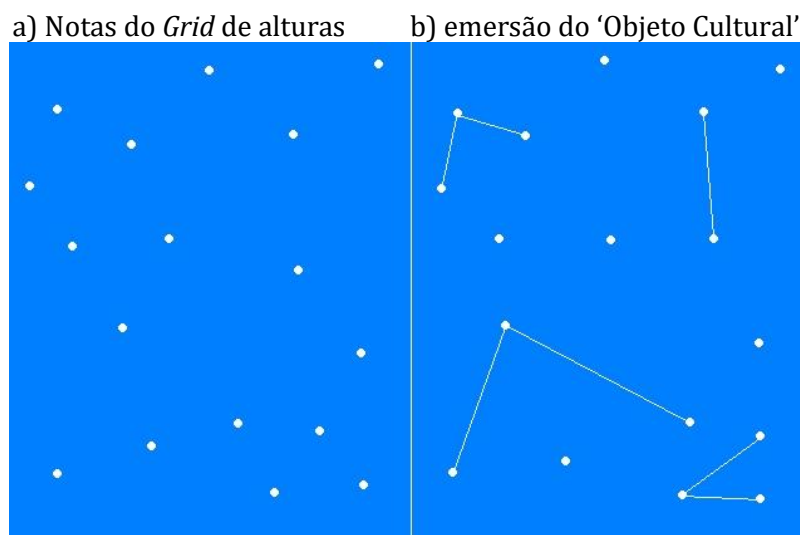 a) Notas do Grid de alturas
b) emersão do ‘Objeto Cultural’